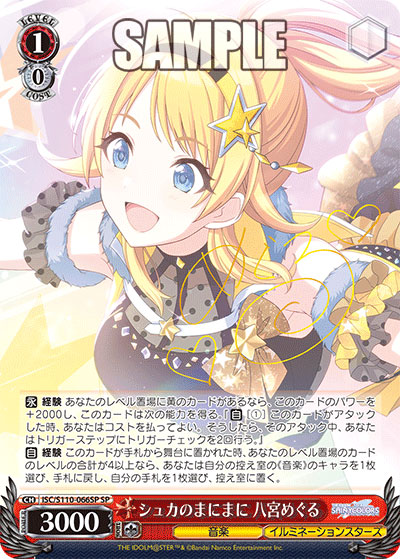 LEVEL
1
0
COST
SAMPLE
永 経験 あなたのレベル置場に黄のカードがあるなら、このカードのパワーを
＋2000し、このカードは次の能力を得る。『自［①］ このカードがアタック
した時、あなたはコストを払ってよい。そうしたら、そのアタック中、あなた
はトリガーステップにトリガーチェックを2回行う。』
自 経験 このカードが手札から舞台に置かれた時、あなたのレベル置場のカード
のレベルの合計が4以上なら、あなたは自分の控え室の《音楽》のキャラを1枚
選び、手札に戻し、自分の手札を1枚選び、控え室に置く。
CH ISC/S110-066SP SP
POWER
3000
シュカのまにまに 八宮めぐる
SHINYCOLORS
音楽
イルミネーションスターズ
THE IDOLM@STER™& ©Bandai Namco Entertainment Inc.